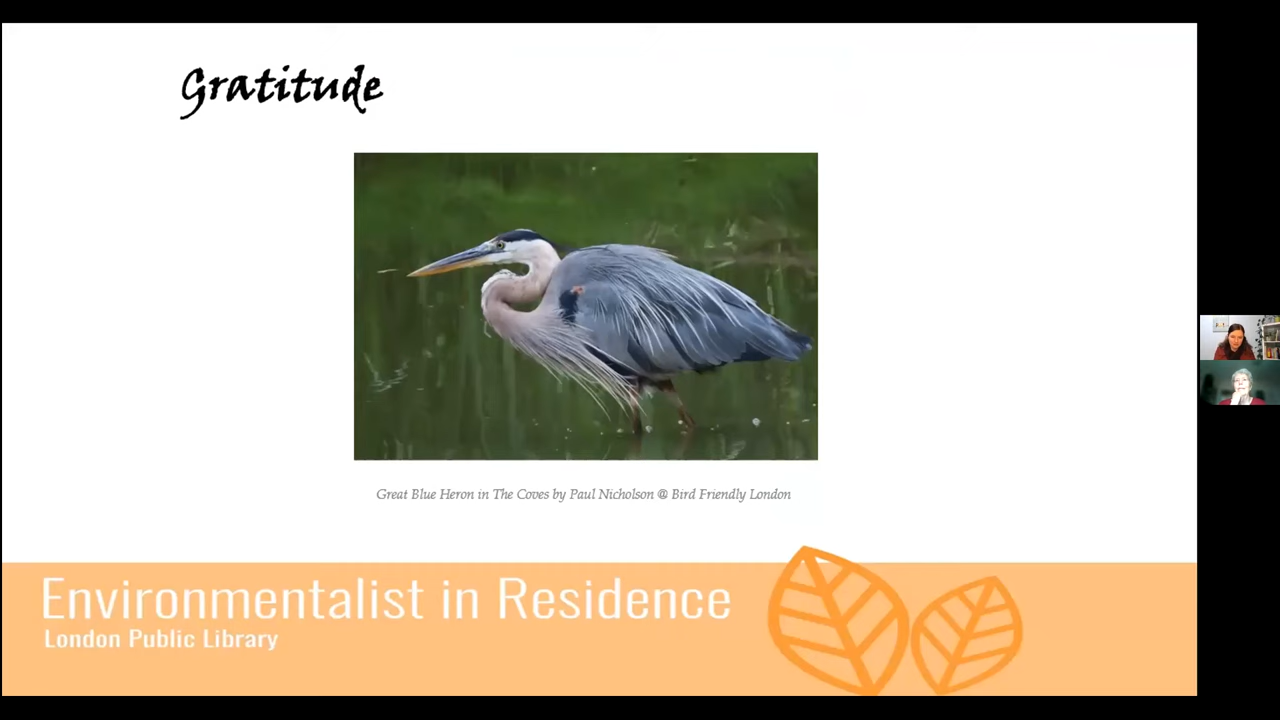 Gratitude
Great Blue Heron in The Coves by Paul Nicholson @ Bird Friendly London
Environmentalist in Residence
London Public Library